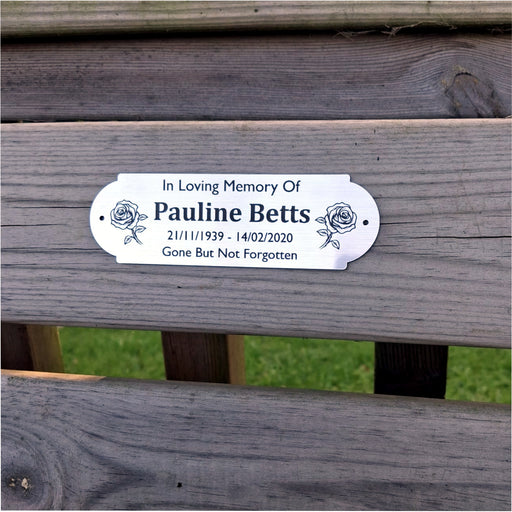 In Loving Memory Of
Pauline Betts
21/11/1939 - 14/02/2020
Gone But Not Forgotten